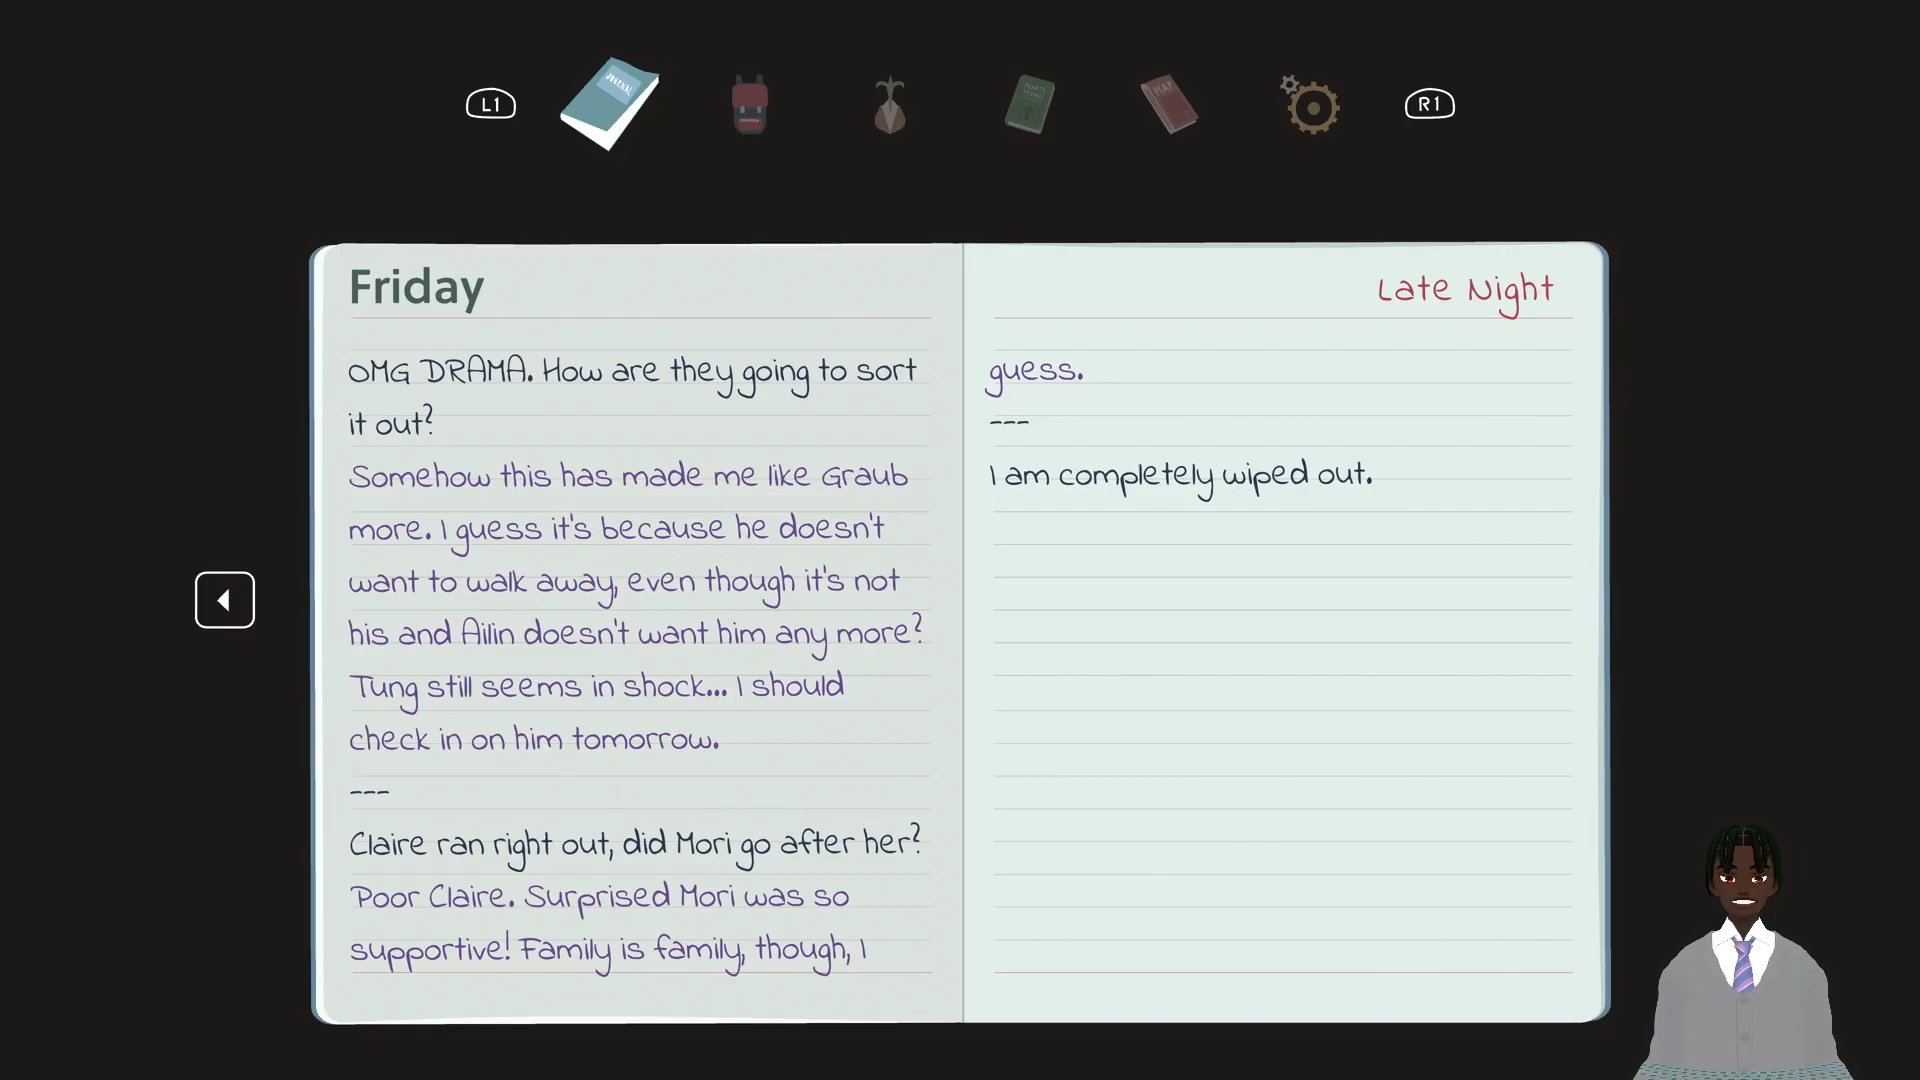 L1
JOURNAL
PLANTS
MAP
R1
Friday
Late Night
OMG DRAMA. How are they going to sort
it out?
Somehow this has made me like Graub
more. I guess it's because he doesn't
want to walk away, even though it's not
his and Ailin doesn't want him any more?
Tung still seems in shock... I should
check in on him tomorrow.
---
Claire ran right out, did Mori go after her?
Poor Claire. Surprised Mori was so
supportive! Family is family, though, I
guess.
---
I am completely wiped out.